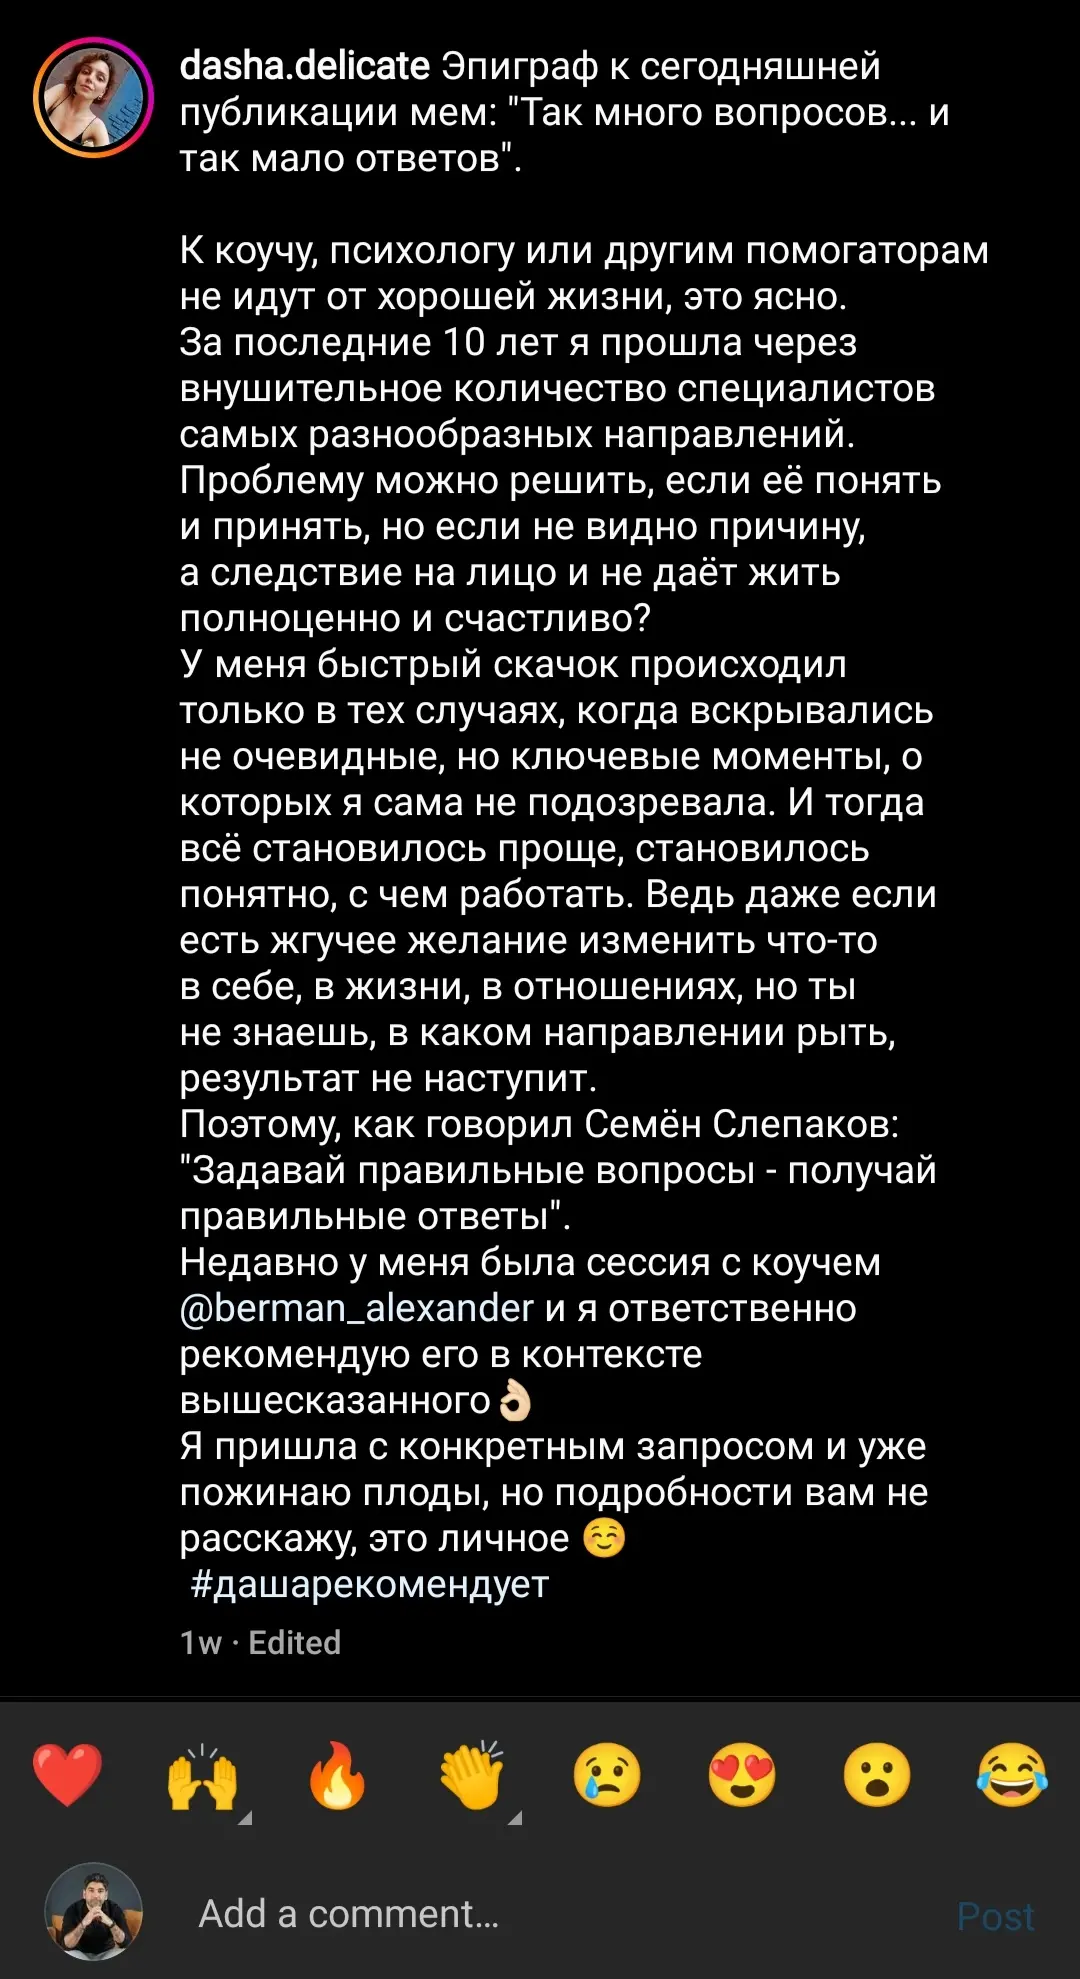 dasha.delicate Эпиграф к сегодняшней
публикации мем: "Так много вопросов... и
так мало ответов".
К коучу, психологу или другим помогаторам
не идут от хорошей жизни, это ясно.
За последние 10 лет я прошла через
внушительное количество специалистов
самых разнообразных направлений.
Проблему можно решить, если её понять
и принять, но если не видно причину,
а следствие на лицо и не даёт жить
полноценно и счастливо?
У меня быстрый скачок происходил
только в тех случаях, когда вскрывались
не очевидные, но ключевые моменты, о
которых я сама не подозревала. И тогда
всё становилось проще, становилось
понятно, с чем работать. Ведь даже если
есть жгучее желание изменить что-то
в себе, в жизни, в отношениях, но ты
не знаешь, в каком направлении рыть,
результат не наступит.
Поэтому, как говорил Семён Слепаков:
"Задавай правильные вопросы - получай
правильные ответы".
Недавно у меня была сессия с коучем
@berman_alexander и я ответственно
рекомендую его в контексте
вышесказанного👌🏻
Я пришла с конкретным запросом и уже
пожинаю плоды, но подробности вам не
расскажу, это личное ☺️
#дашарекомендует
1w · Edited
❤️ 🙌 🔥 👏 😢 😍 😮 😂
Add a comment...
Post